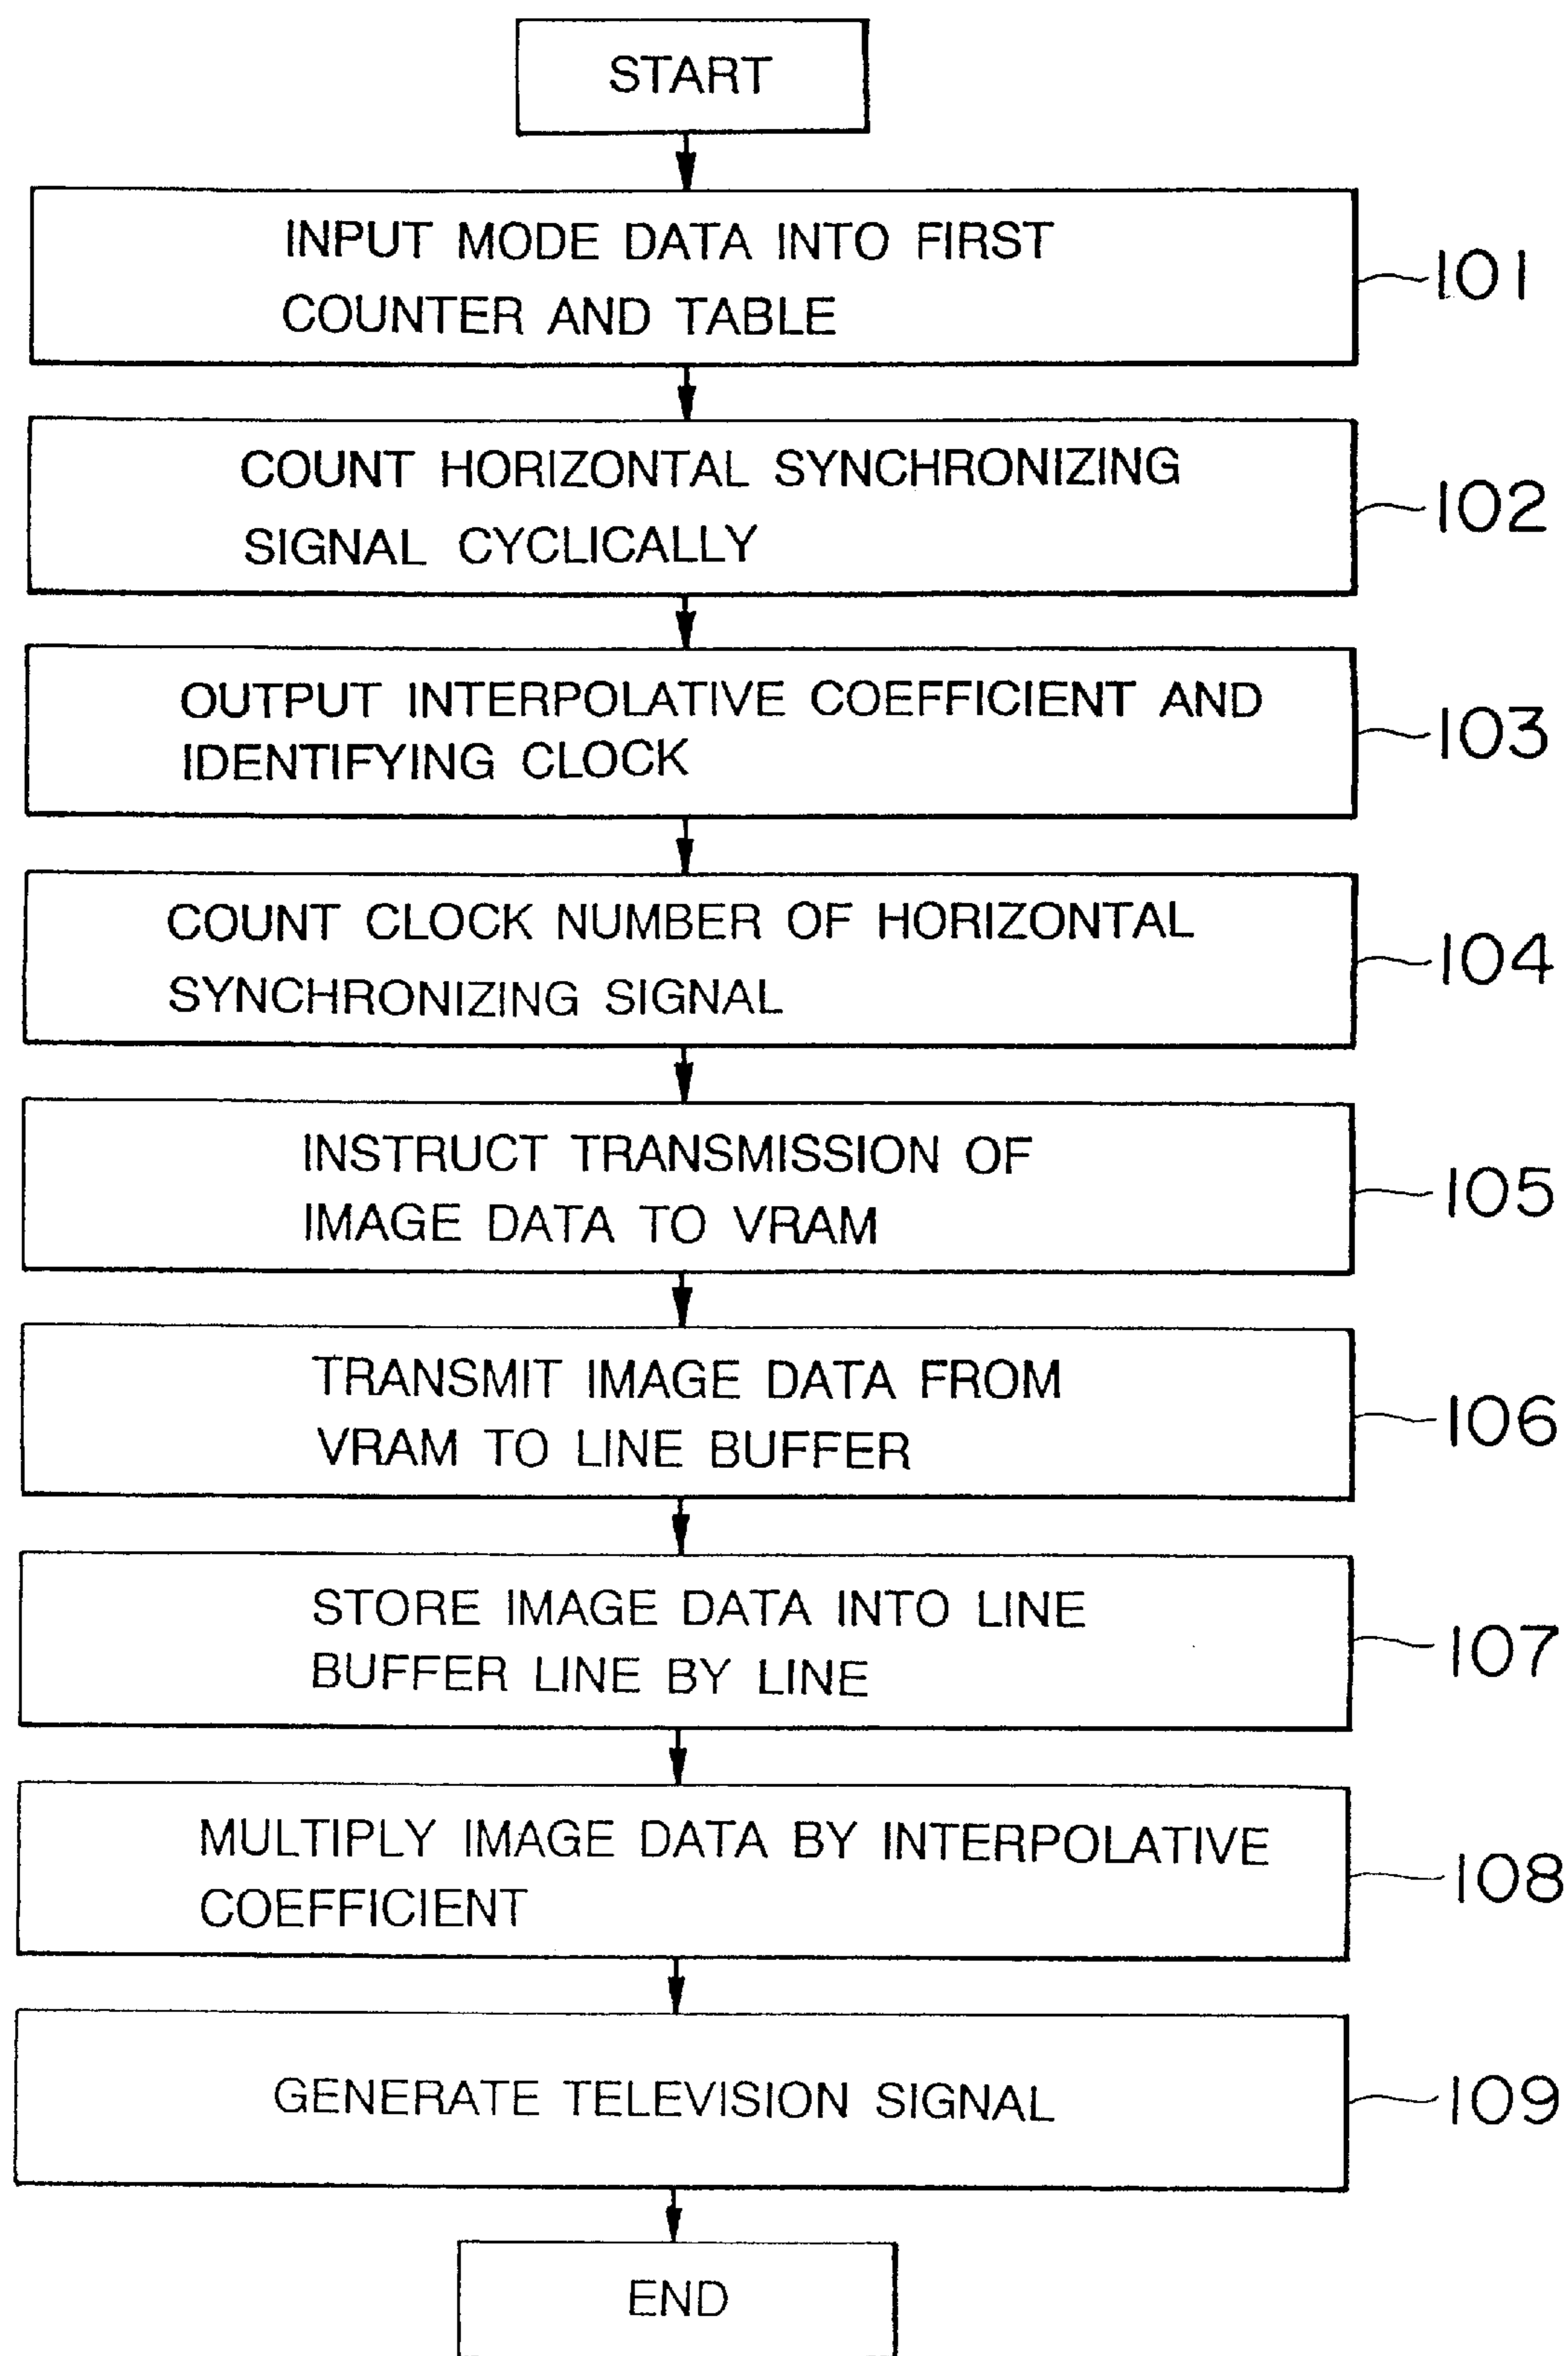 START
INPUT MODE DATA INTO FIRST
COUNTER AND TABLE
101
COUNT HORIZONTAL SYNCHRONIZING
SIGNAL CYCLICALLY
102
OUTPUT INTERPOLATIVE COEFFICIENT AND
IDENTIFYING CLOCK
103
COUNT CLOCK NUMBER OF HORIZONTAL
SYNCHRONIZING SIGNAL
104
INSTRUCT TRANSMISSION OF
IMAGE DATA TO VRAM
105
TRANSMIT IMAGE DATA FROM
VRAM TO LINE BUFFER
106
STORE IMAGE DATA INTO LINE
BUFFER LINE BY LINE
107
MULTIPLY IMAGE DATA BY INTERPOLATIVE
COEFFICIENT
108
GENERATE TELEVISION SIGNAL
109
END